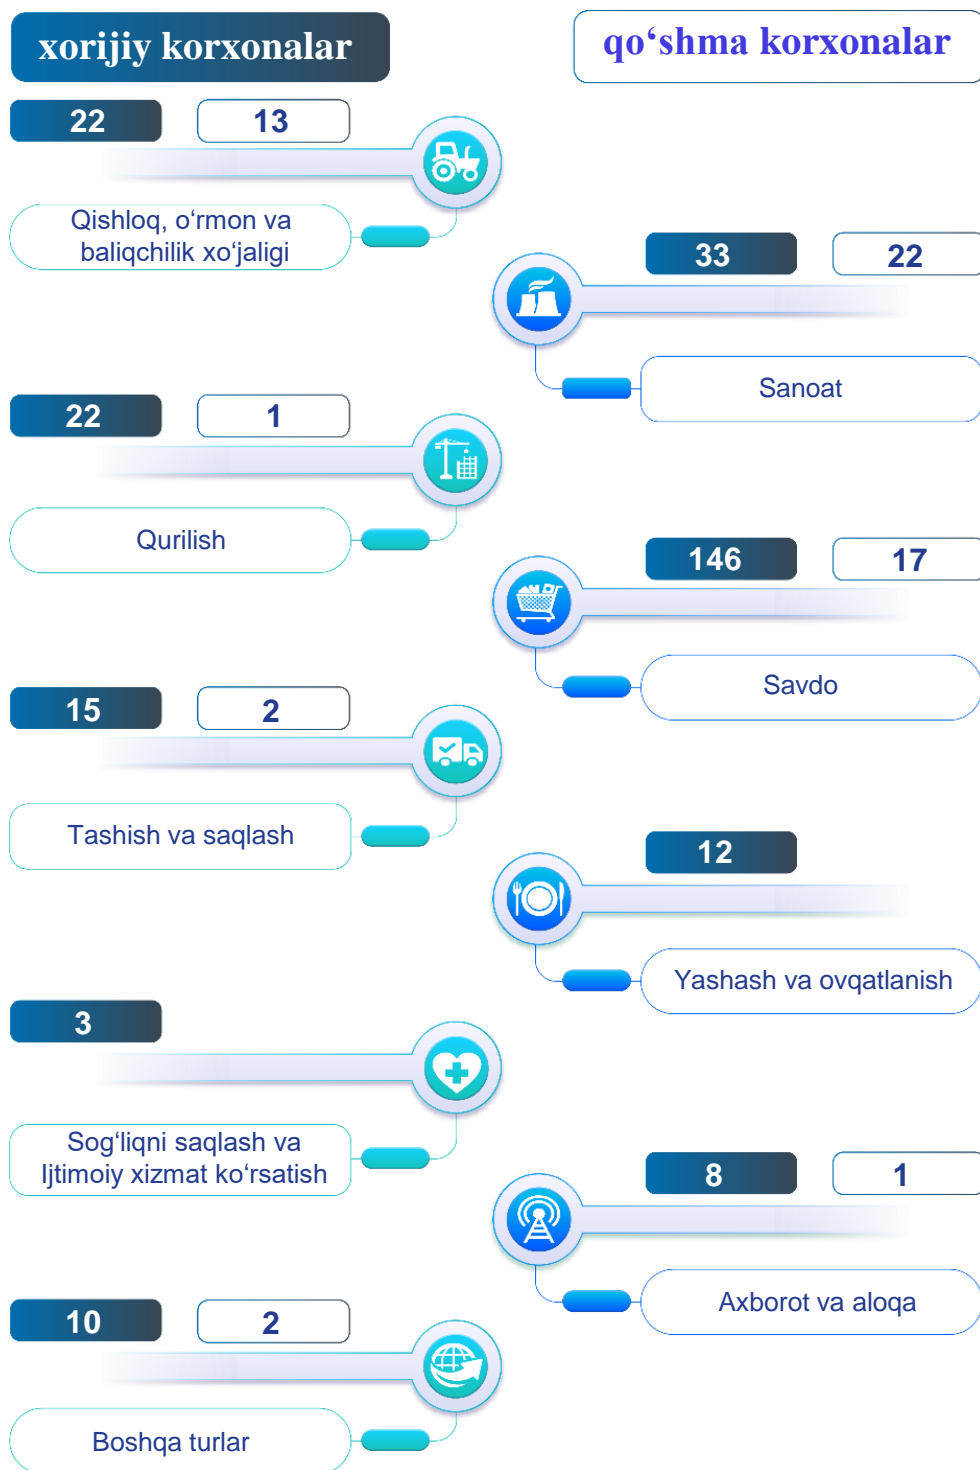 xorijiy korxonalar
qo‘shma korxonalar
22
13
Qishloq, o‘rmon va
baliqchilik xo‘jaligi
33
22
Sanoat
22
1
Qurilish
146
17
Savdo
15
2
Tashish va saqlash
12
Yashash va ovqatlanish
3
Sog‘liqni saqlash va
Ijtimoiy xizmat ko‘rsatish
8
1
Axborot va aloqa
10
2
Boshqa turlar